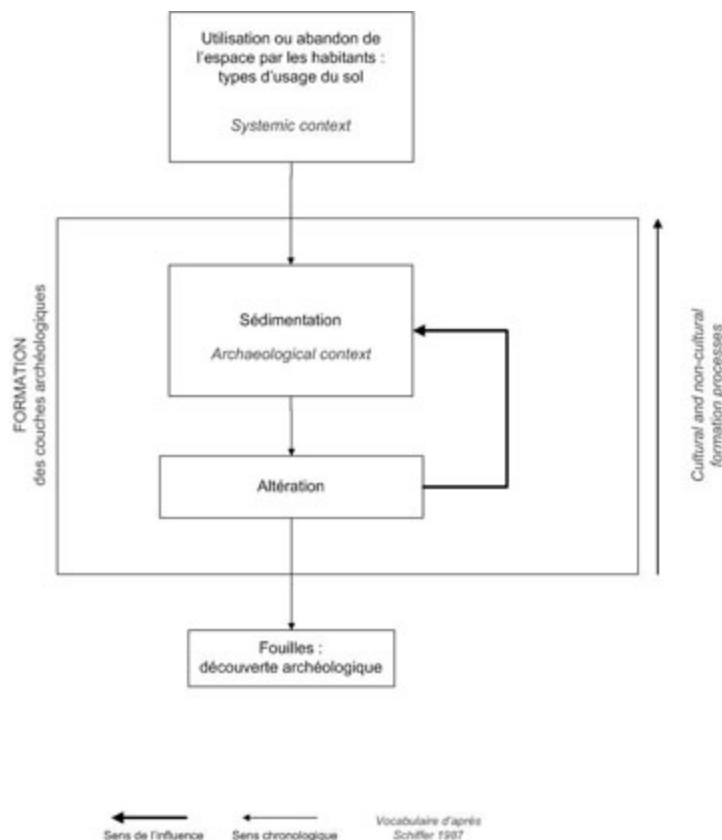 Utilisation ou abandon de
l'espace par les habitants :
types d'usage du sol
Systemic context
FORMATION
des couches archéologiques
Sédimentation
Archaeological context
Altération
Cultural and non-cultural
formation processes
Fouilles :
découverte archéologique
Sens de l'influence
Sens chronologique
Vocabulaire d'après
Schiffer 1987